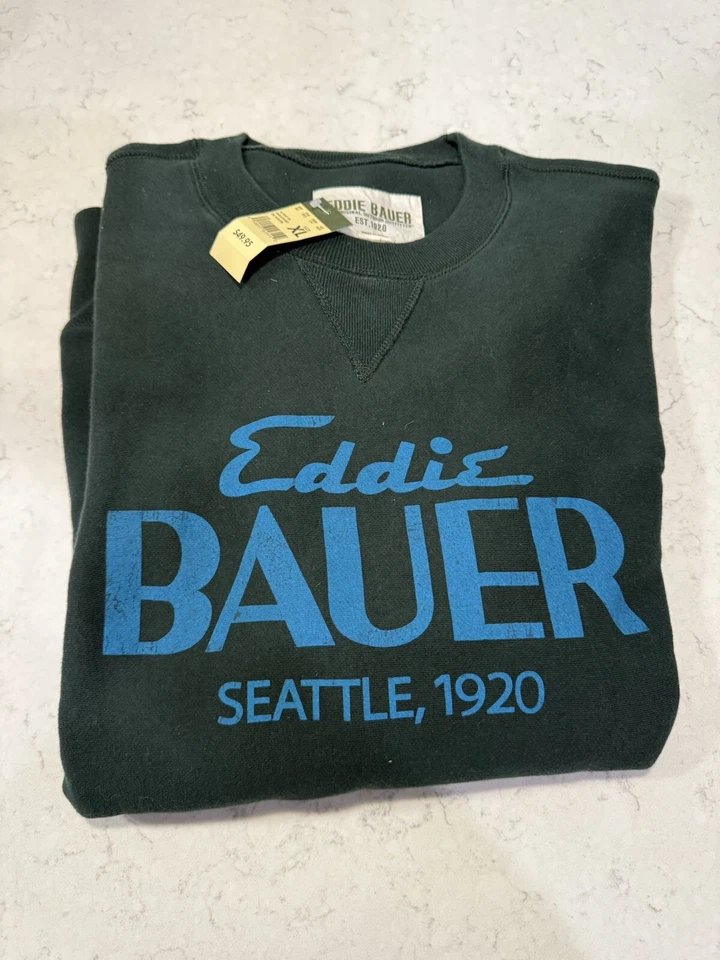 EDDIE BAUER
EST. 1920
XL
$49.95
Eddie
BAUER
SEATTLE, 1920